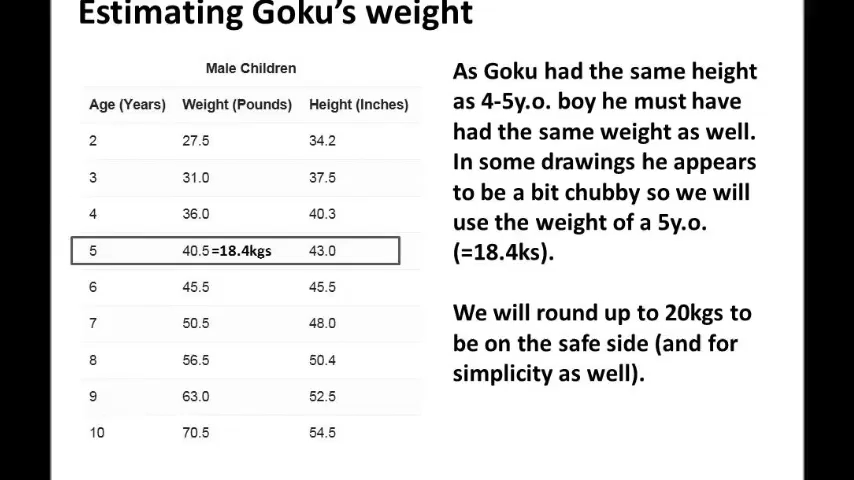 Estimating Goku's weight
Male Children
Age (Years) Weight (Pounds) Height (Inches)
2 27.5 34.2
3 31.0 37.5
4 36.0 40.3
5 40.5=18.4kgs 43.0
6 45.5 45.5
7 50.5 48.0
8 56.5 50.4
9 63.0 52.5
10 70.5 54.5
As Goku had the same height
as 4-5y.o. boy he must have
had the same weight as well.
In some drawings he appears
to be a bit chubby so we will
use the weight of a 5y.o.
(=18.4ks).
We will round up to 20kgs to
be on the safe side (and for
simplicity as well).